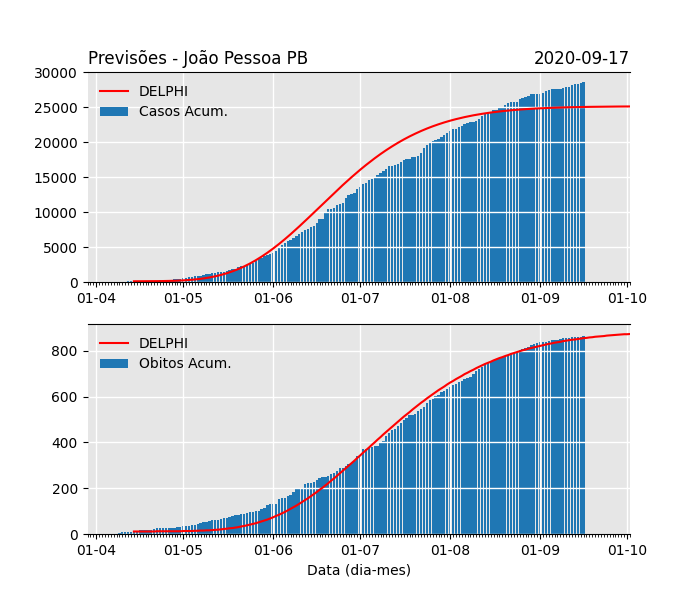 Previsões - João Pessoa PB 2020-09-17
30000
25000
20000
15000
10000
5000
0
DELPHI
Casos Acum.
01-04 01-05 01-06 01-07 01-08 01-09 01-10
800
600
400
200
0
DELPHI
Obitos Acum.
01-04 01-05 01-06 01-07 01-08 01-09 01-10
Data (dia-mes)